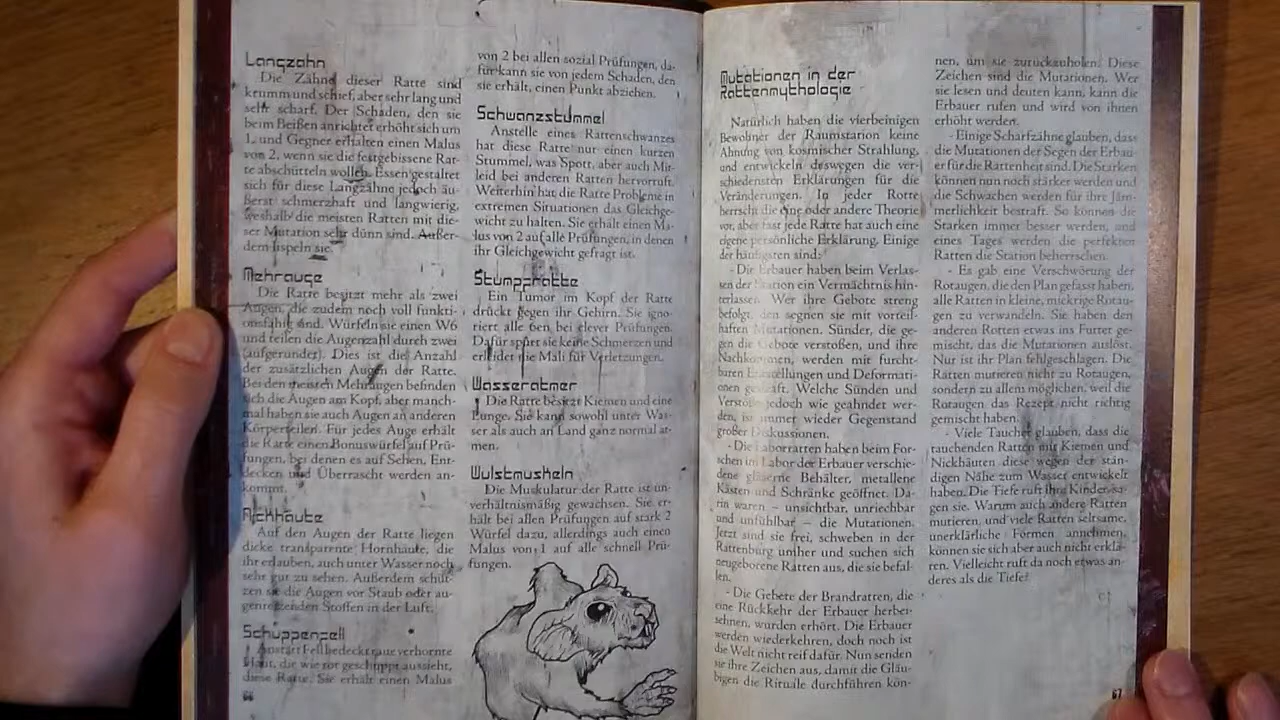 Langzahn
Die Zähne dieser Ratte sind
krumm und schief, aber sehr lang und
sehr scharf. Der Schaden, den sie
beim Beißen anrichtet erhöht sich um
1, und Gegner erhalten einen Malus
von 2, wenn sie die festgebissene Rat-
te abschütteln wollen. Essen gestaltet
sich für diese Langzähne jedoch äu-
ßerst schmerzhaft und langwierig,
weshalb die meisten Ratten mit die-
ser Mutation sehr dünn sind. Außer-
dem lispeln sie.
Mehrauge
Die Ratte besitzt mehr als zwei
Augen, die zudem noch voll funkti-
onsfähig sind. Würfeln sie einen W6
und teilen die Augenzahl durch zwei
(aufgerundet). Dies ist die Anzahl
der zusätzlichen Augen der Ratte.
Bei den meisten Mehraugen befinden
sich die Augen am Kopf, aber manch-
mal haben sie auch Augen an anderen
Körperteilen. Für jedes Auge erhält
die Ratte einen Bonuswürfel auf Prü-
fungen, bei denen es auf Sehen, Ent-
decken und Überrascht werden an-
kommt.
Nickhäute
Auf den Augen der Ratte liegen
dicke transparente Hornhäute, die
ihr erlauben, auch unter Wasser noch
sehr gut zu sehen. Außerdem schüt-
zen sie die Augen vor Staub oder au-
genreizenden Stoffen in der Luft.
Schuppenfell
Anstatt Fell bedeckt raue verhornte
Haut, die wie rot geschuppt aussieht,
diese Ratte. Sie erhält einen Malus
66
von 2 bei allen sozial Prüfungen, da-
für kann sie von jedem Schaden, den
sie erhält, einen Punkt abziehen.
Schwanzstummel
Anstelle eines Rattenschwanzes
hat diese Ratte nur einen kurzen
Stummel, was Spott, aber auch Mit-
leid bei anderen Ratten hervorruft.
Weiterhin hat die Ratte Probleme in
extremen Situationen das Gleichge-
wicht zu halten. Sie erhält einen Ma-
lus von 2 auf alle Prüfungen, in denen
ihr Gleichgewicht gefragt ist.
Stumpfratte
Ein Tumor im Kopf der Ratte
drückt gegen ihr Gehirn. Sie igno-
riert alle 6en bei clever Prüfungen.
Dafür spürt sie keine Schmerzen und
erleidet nie Mali für Verletzungen.
Wasseratmer
Die Ratte besitzt Kiemen und eine
Lunge. Sie kann sowohl unter Was-
ser als auch an Land ganz normal at-
men.
Wulstmuskeln
Die Muskulatur der Ratte ist un-
verhältnismäßig gewachsen. Sie er-
hält bei allen Prüfungen auf stark 2
Würfel dazu, allerdings auch einen
Malus von 1 auf alle schnell Prü-
fungen.
Mutationen in der
Rattenmythologie
Natürlich haben die vierbeinigen
Bewohner der Raumstation keine
Ahnung von kosmischer Strahlung,
und entwickeln deswegen die ver-
schiedensten Erklärungen für die
Veränderungen. In jeder Rotte
herrscht die eine oder andere Theorie
vor, aber fast jede Ratte hat auch eine
eigene persönliche Erklärung. Einige
der häufigsten sind:
- Die Erbauer haben beim Verlas-
sen der Station ein Vermächtnis hin-
terlassen. Wer ihre Gebote streng
befolgt, den segnen sie mit vorteil-
haften Mutationen. Sünder, die ge-
gen die Gebote verstoßen, und ihre
Nachkommen, werden mit furcht-
baren Entstellungen und Deformati-
onen gestraft. Welche Sünden und
Verstöße jedoch wie geahndet wer-
den, ist immer wieder Gegenstand
großer Diskussionen.
- Die Laborratten haben beim For-
schen im Labor der Erbauer verschie-
dene gläserne Behälter, metallene
Kästen und Schränke geöffnet. Da-
rin waren – unsichtbar, unriechbar
und unfühlbar – die Mutationen.
Jetzt sind sie frei, schweben in der
Rattenburg umher und suchen sich
neugeborene Ratten aus, die sie befal-
len.
- Die Gebete der Brandratten, die
eine Rückkehr der Erbauer herbei-
sehnen, wurden erhört. Die Erbauer
werden wiederkehren, doch noch ist
die Welt nicht reif dafür. Nun senden
sie ihre Zeichen aus, damit die Gläu-
bigen die Rituale durchführen kön-
nen, um sie zurückzuholen. Diese
Zeichen sind die Mutationen. Wer
sie lesen und deuten kann, kann die
Erbauer rufen und wird von ihnen
erhöht werden.
- Einige Scharfzähne glauben, dass
die Mutationen der Segen der Erbau-
er für die Rattenheit sind. Die Starken
können nun noch stärker werden und
die Schwachen werden für ihre Jäm-
merlichkeit bestraft. So können die
Starken immer besser werden, und
eines Tages werden die perfekten
Ratten die Station beherrschen.
- Es gab eine Verschwörung der
Rotaugen, die den Plan gefasst haben,
alle Ratten in kleine, mickrige Rotau-
gen zu verwandeln. Sie haben den
anderen Rotten etwas ins Futter ge-
mischt, das die Mutationen auslöst.
Nur ist ihr Plan fehlgeschlagen. Die
Ratten mutieren nicht zu Rotaugen,
sondern zu allem möglichen, weil die
Rotaugen, das Rezept nicht richtig
gemischt haben.
- Viele Taucher glauben, dass die
tauchenden Ratten mit Kiemen und
Nickhäuten diese wegen der stän-
digen Nähe zum Wasser entwickelt
haben. Die Tiefe ruft ihre Kinder, sa-
gen sie. Warum auch andere Ratten
mutieren, und viele Ratten seltsame,
unerklärliche Formen annehmen,
können sie sich aber auch nicht erklä-
ren. Vielleicht ruft da noch etwas an-
deres als die Tiefe?
67